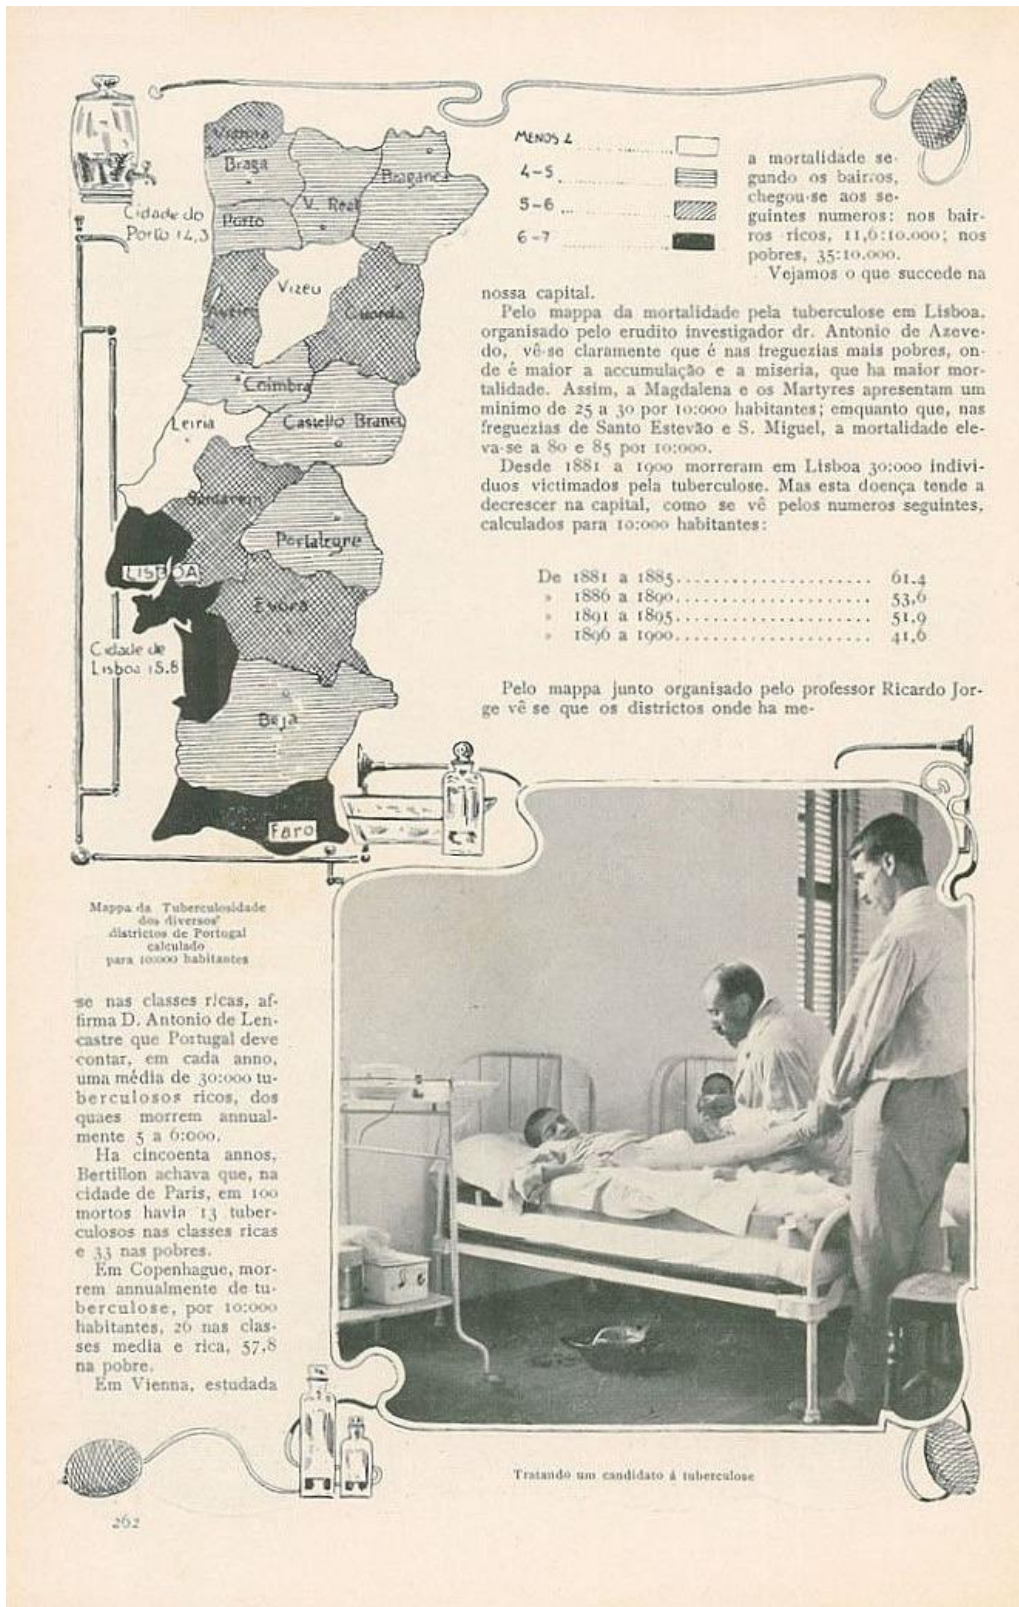 Vianna
Braga
Bragança
Cidade do
Porto 14,3
Porto
V. Real
Aveiro
Vizeu
Guarda
Coimbra
Leiria
Castello Branco
Santarem
Portalegre
LISBOA
Evora
Cidade de
Lisboa 15.8
Beja
Faro
MENOS 2
4-5
5-6
6-7
Mappa da Tuberculosidade
dos diversos
districtos de Portugal
calculado
para 10:000 habitantes
se nas classes ricas, af-
firma D. Antonio de Len-
castre que Portugal deve
contar, em cada anno,
uma média de 30:000 tu-
berculosos ricos, dos
quaes morrem annual-
mente 5 a 6:000.
Ha cincoenta annos,
Bertillon achava que, na
cidade de Paris, em 100
mortos havia 13 tuber-
culosos nas classes ricas
e 33 nas pobres.
Em Copenhague, mor-
rem annualmente de tu-
berculose, por 10:000
habitantes, 26 nas clas-
ses media e rica, 57,8
na pobre.
Em Vienna, estudada
a mortalidade se-
gundo os bairros,
chegou-se aos se-
guintes numeros: nos bair-
ros ricos, 11,6:10.000; nos
pobres, 35:10.000.
Vejamos o que succede na
nossa capital.
Pelo mappa da mortalidade pela tuberculose em Lisboa,
organisado pelo erudito investigador dr. Antonio de Azeve-
do, vê-se claramente que é nas freguezias mais pobres, on-
de é maior a accumulação e a miseria, que ha maior mor-
talidade. Assim, a Magdalena e os Martyres apresentam um
minimo de 25 a 30 por 10:000 habitantes; emquanto que, nas
freguezias de Santo Estevão e S. Miguel, a mortalidade ele-
va-se a 80 e 85 por 10:000.
Desde 1881 a 1900 morreram em Lisboa 30:000 indivi-
duos victimados pela tuberculose. Mas esta doença tende a
decrescer na capital, como se vê pelos numeros seguintes,
calculados para 10:000 habitantes:
De 1881 a 1885...................... 61.4
» 1886 a 1890...................... 53,6
» 1891 a 1895...................... 51,9
» 1896 a 1900...................... 41,6
Pelo mappa junto organisado pelo professor Ricardo Jor-
ge vê se que os districtos onde ha me-
Tratando um candidato á tuberculose
262